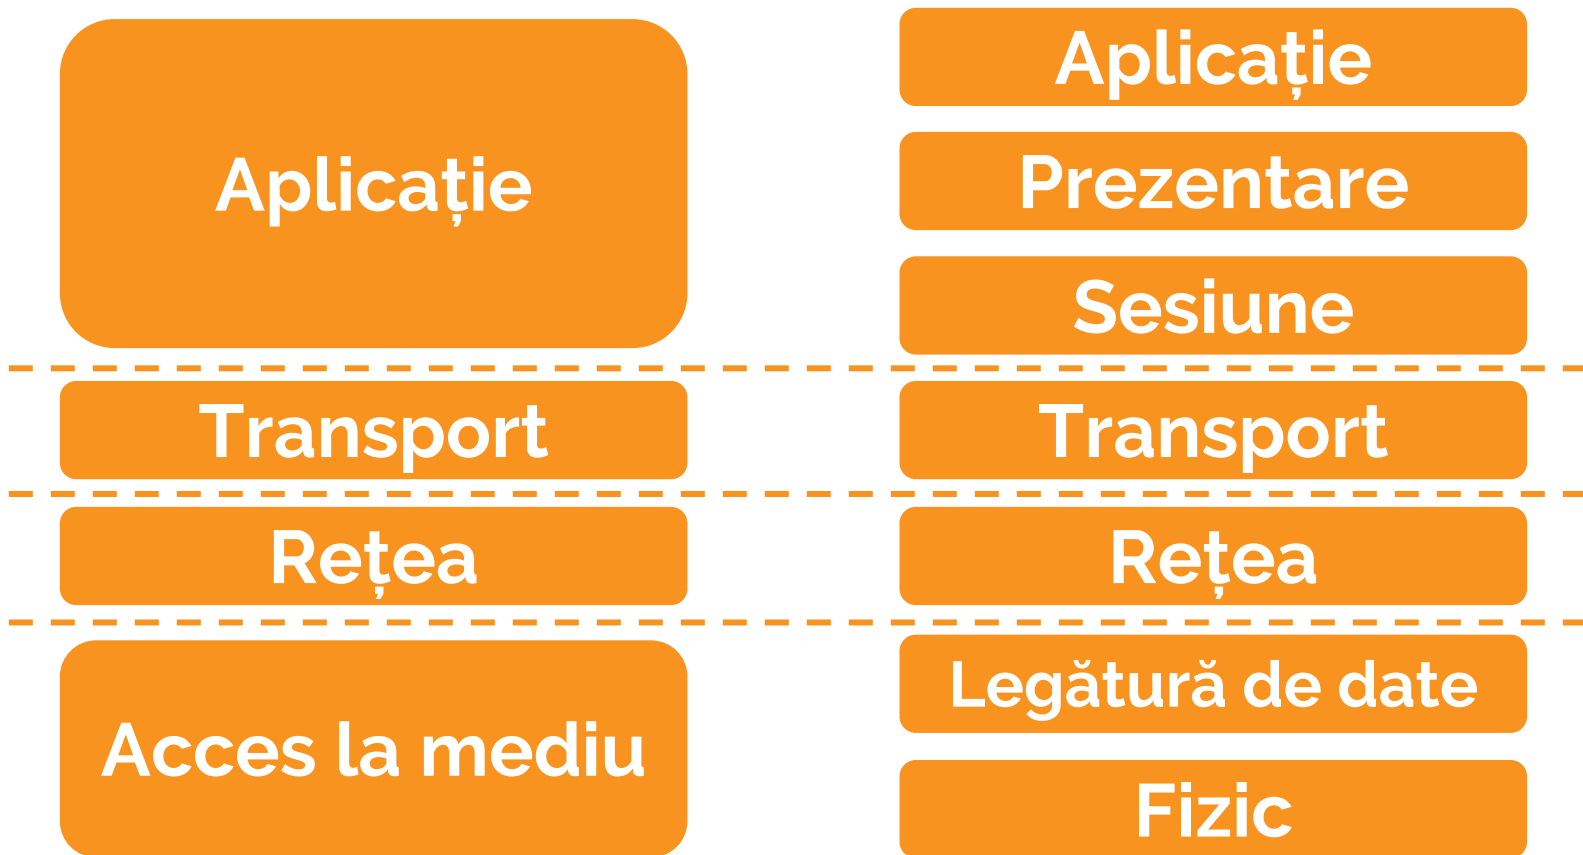 Aplicație
Transport
Rețea
Acces la mediu
Aplicație
Prezentare
Sesiune
Transport
Rețea
Legătură de date
Fizic